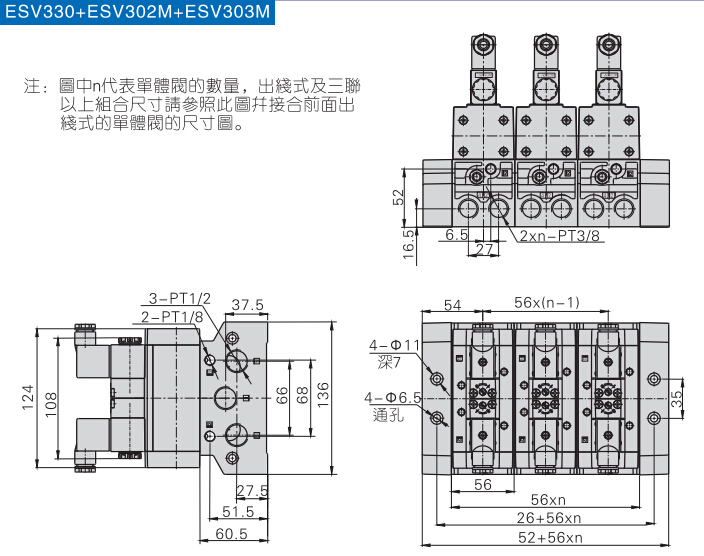 ESV330+ESV302M+ESV303M
注：圖中n代表單體閥的數量，出綫式及三聯
以上組合尺寸請參照此圖幷接合前面出
綫式的單體閥的尺寸圖。
52
16.5
6.5
27
2xn-PT3/8
3-PT1/2
2-PT1/8
37.5
124
108
66
68
136
27.5
51.5
60.5
54
56x(n-1)
4-Φ11
深7
4-Φ6.5
通孔
35
56
56xn
26+56xn
52+56xn